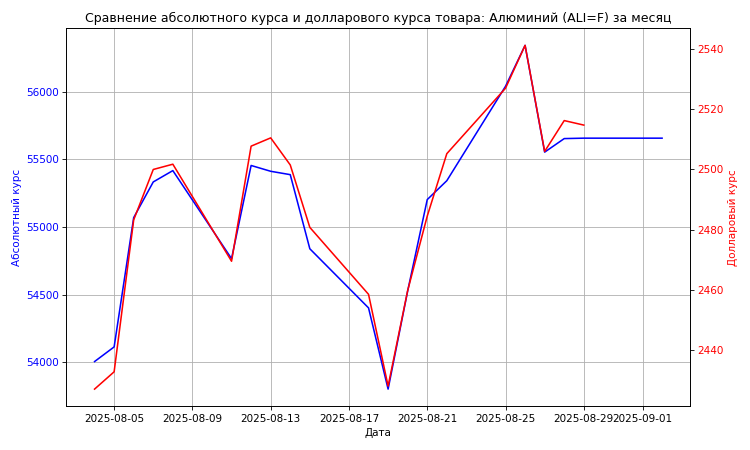 Сравнение абсолютного курса и долларового курса товара: Алюминий (ALI=F) за месяц
Абсолютный курс
56000
55500
55000
54500
54000
2540
2520
2500
2480
2460
2440
Долларовый курс
2025-08-05 2025-08-09 2025-08-13 2025-08-17 2025-08-21 2025-08-25 2025-08-29 2025-09-01
Дата